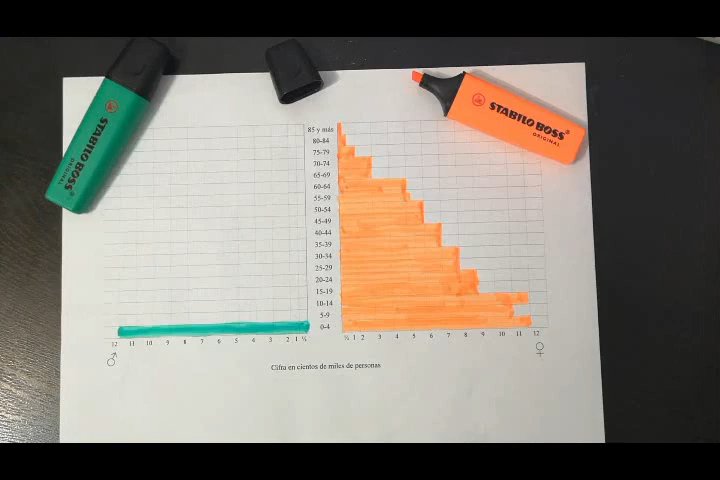 STABILO BOSS
ORIGINAL
STABILO BOSS
ORIGINAL
85 y más
80-84
75-79
70-74
65-69
60-64
55-59
50-54
45-49
40-44
35-39
30-34
25-29
20-24
15-19
10-14
5-9
0-4
12 11 10 9 8 7 6 5 4 3 2 1 ½
½ 1 2 3 4 5 6 7 8 9 10 11 12
♂
♀
Cifra en cientos de miles de personas